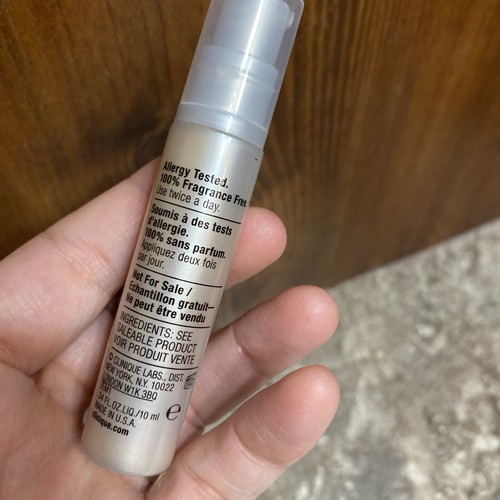 Allergy Tested.
100% Fragrance Free.
Use twice a day.
Soumis à des tests
d'allergie.
100% sans parfum.
Appliquez deux fois
par jour.
Not For Sale /
Échantillon gratuit—
Ne peut être vendu
INGREDIENTS: SEE
SALEABLE PRODUCT
VOIR PRODUIT VENTE
© CLINIQUE LABS., DIST.
NEW YORK, N.Y. 10022
LONDON W1K 3BQ
.34 FL.OZ.LIQ./10 ml e
MADE IN U.S.A.
clinique.com